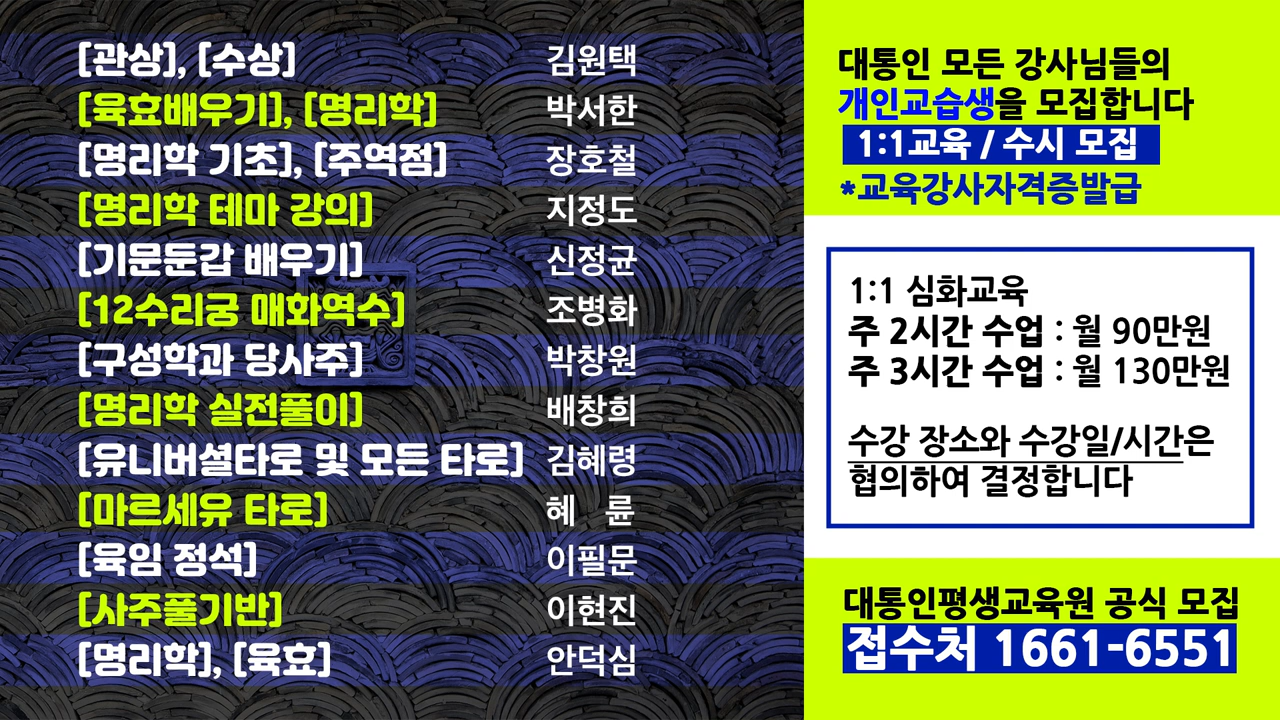 [관상], [수상] 김원택
[육효배우기], [명리학] 박서한
[명리학 기초], [주역점] 장호철
[명리학 테마 강의] 지정도
[기문둔갑 배우기] 신정균
[12수리궁 매화역수] 조병화
[구성학과 당사주] 박창원
[명리학 실전풀이] 배창희
[유니버셜타로 및 모든 타로] 김혜령
[마르세유 타로] 혜 륜
[육임 정석] 이필문
[사주풀기반] 이현진
[명리학], [육효] 안덕심
대통인 모든 강사님들의
개인교습생을 모집합니다
1:1교육 / 수시 모집
*교육강사자격증발급
1:1 심화교육
주 2시간 수업 : 월 90만원
주 3시간 수업 : 월 130만원
수강 장소와 수강일/시간은
협의하여 결정합니다
대통인평생교육원 공식 모집
접수처 1661-6551